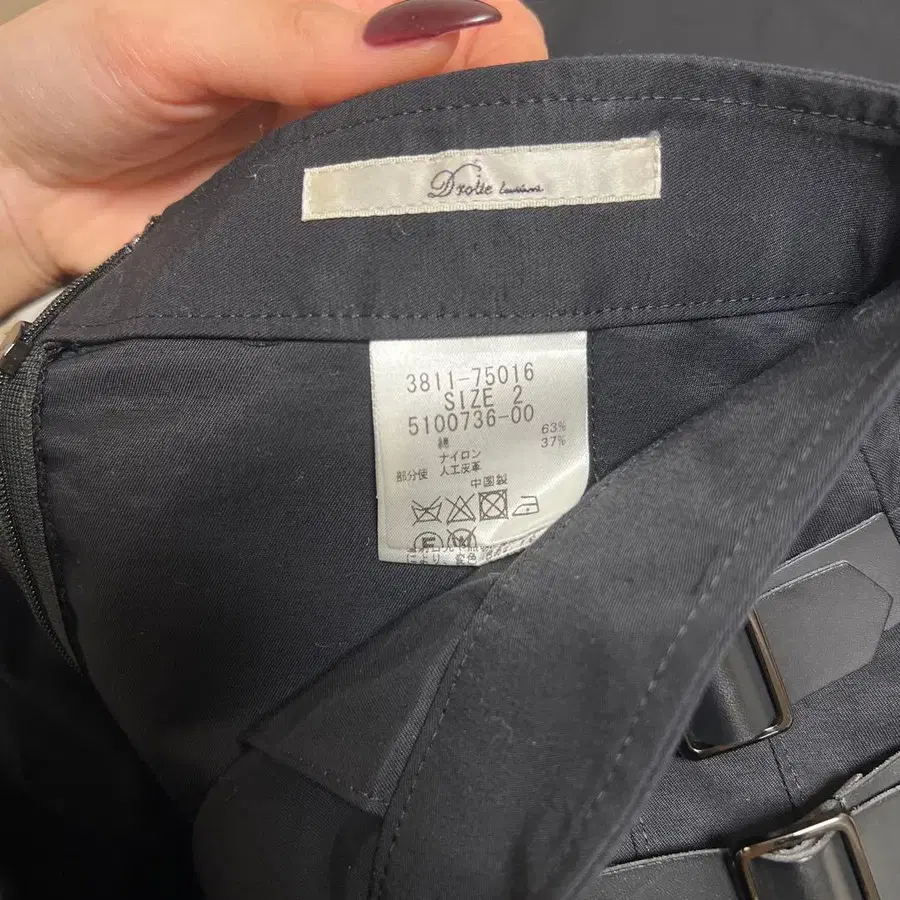 Drole
3811-75016
SIZE 2
5100736-00
綿 63%
ナイロン 37%
部分使 人工皮革
中国製